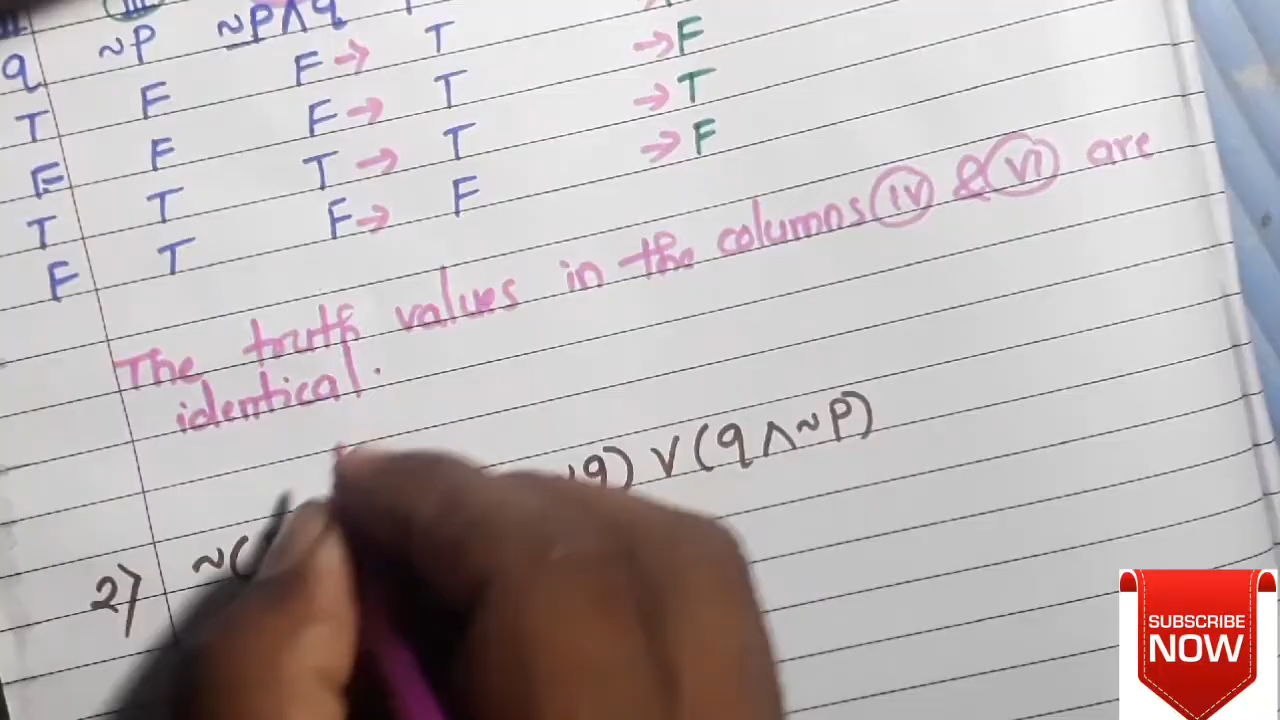 q ~P ~P∧q
T F F → T → F
F F F → T → T
T T T → T → F
F T F → F
The truth values in the columns (iv) & (vi) are
identical.
2) ~( q) ∨ (q ∧ ~P)
SUBSCRIBE
NOW